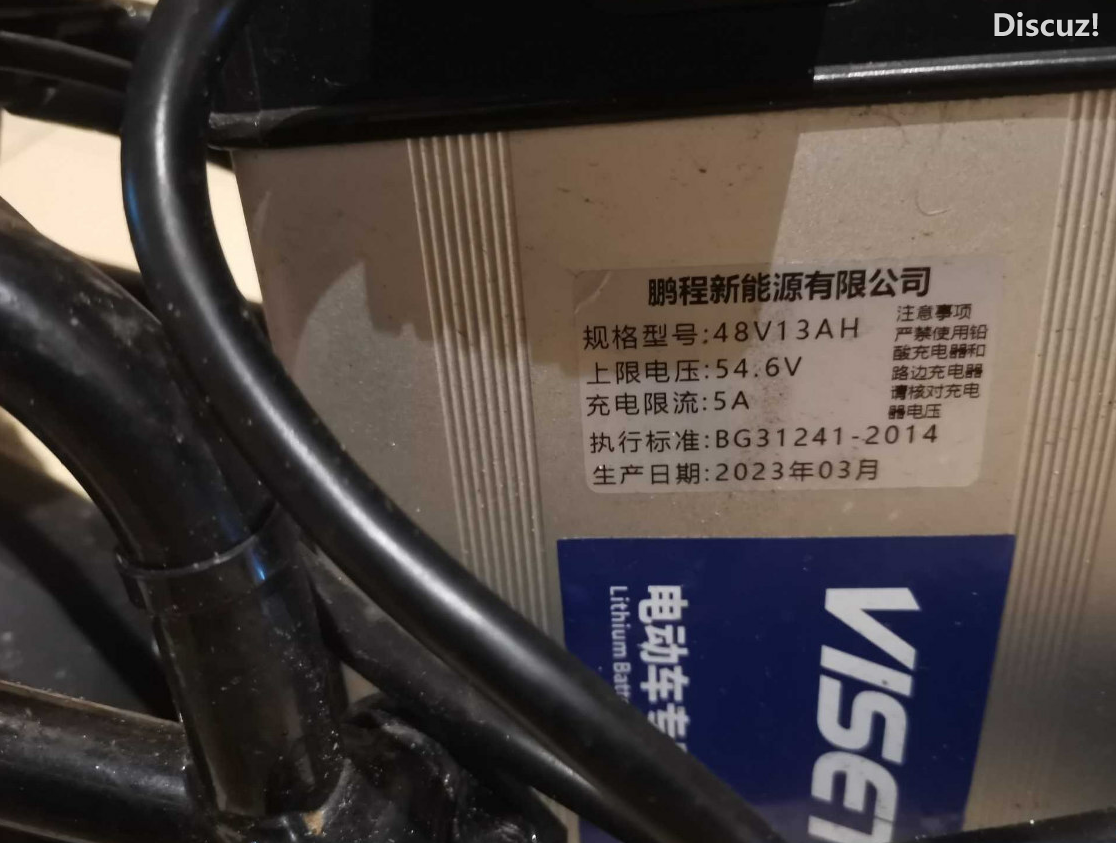 Discuz!
鹏程新能源有限公司
规格型号:48V13AH
上限电压:54.6V
充电限流:5A
执行标准:BG31241-2014
生产日期:2023年03月
注意事项
严禁使用铅
酸充电器和
路边充电器
请核对充电
器电压
电动车专
Lithium Batt
VISEN